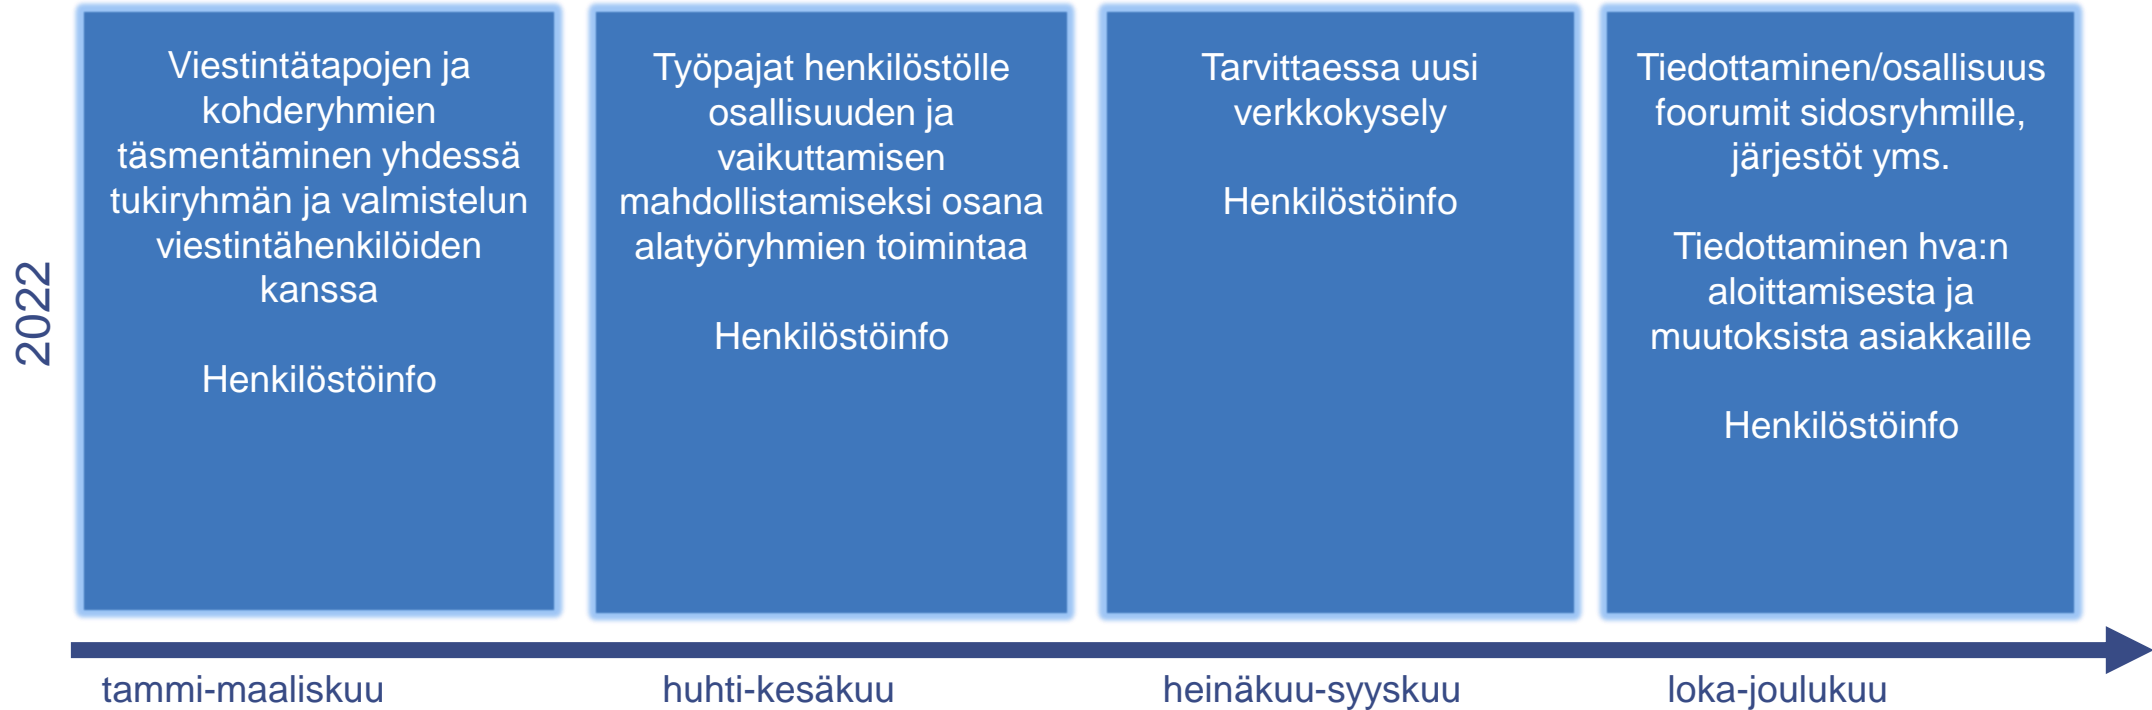 2022
Viestintätapojen ja
kohderyhmien
täsmentäminen yhdessä
tukiryhmän ja valmistelun
viestintähenkilöiden
kanssa
Henkilöstöinfo
Työpajat henkilöstölle
osallisuuden ja
vaikuttamisen
mahdollistamiseksi osana
alatyöryhmien toimintaa
Henkilöstöinfo
Tarvittaessa uusi
verkkokysely
Henkilöstöinfo
Tiedottaminen/osallisuus
foorumit sidosryhmille,
järjestöt yms.
Tiedottaminen hva:n
aloittamisesta ja
muutoksista asiakkaille
Henkilöstöinfo
tammi-maaliskuu
huhti-kesäkuu
heinäkuu-syyskuu
loka-joulukuu